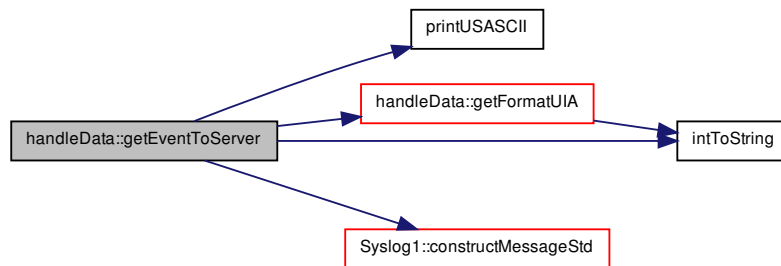 printUSASCII
handleData::getFormatUIA
handleData::getEventToServer
intToString
Syslog1::constructMessageStd